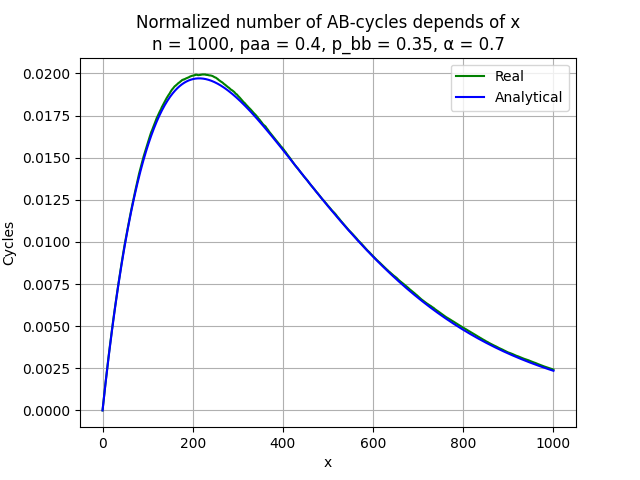 Normalized number of AB-cycles depends of x
n = 1000, paa = 0.4, p_bb = 0.35, α = 0.7
Real
Analytical
0.0200
0.0175
0.0150
0.0125
0.0100
0.0075
0.0050
0.0025
0.0000
Cycles
0 200 400 600 800 1000
x